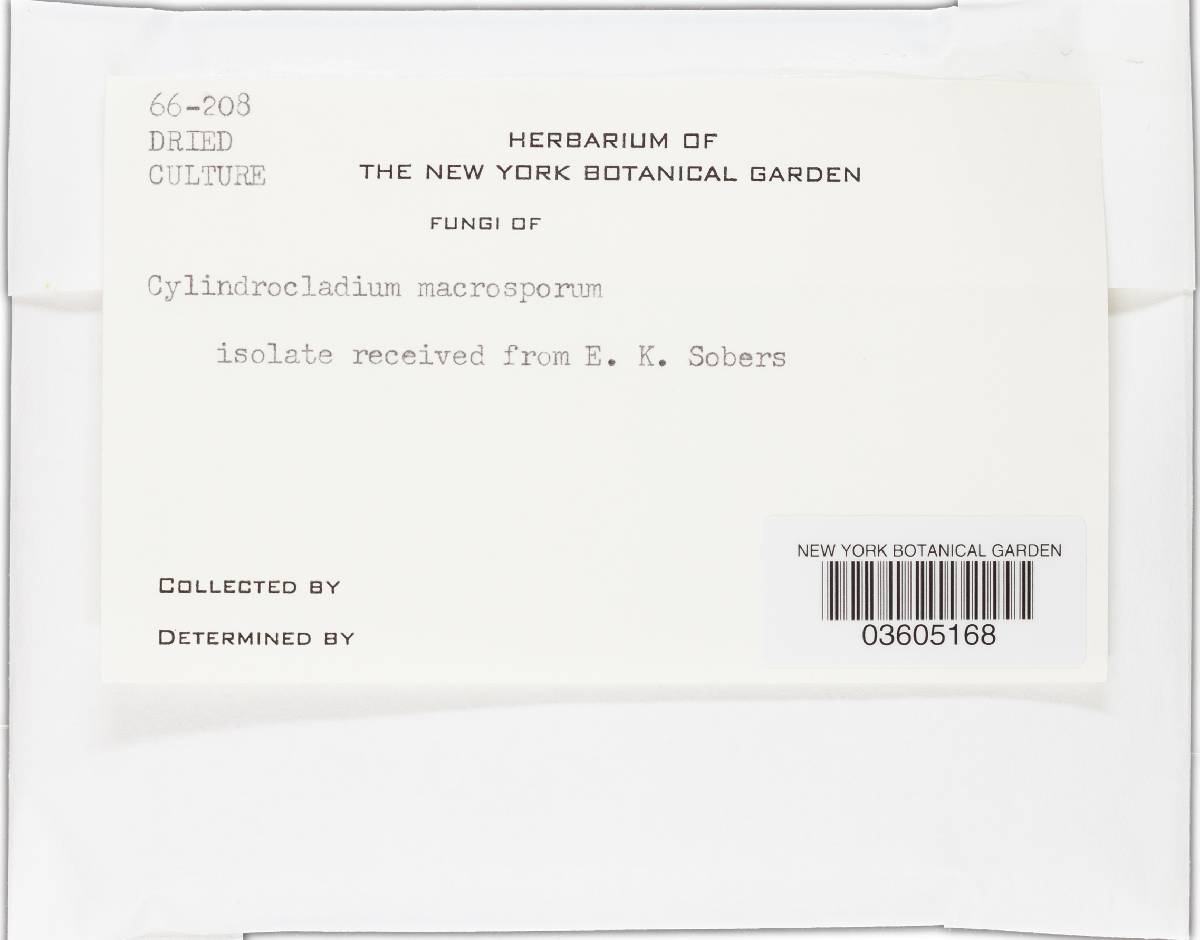 66-208
DRIED
CULTURE
HERBARIUM OF
THE NEW YORK BOTANICAL GARDEN
FUNGI OF
Cylindrocladium macrosporum
isolate received from E. K. Sobers
COLLECTED BY
DETERMINED BY
NEW YORK BOTANICAL GARDEN
03605168